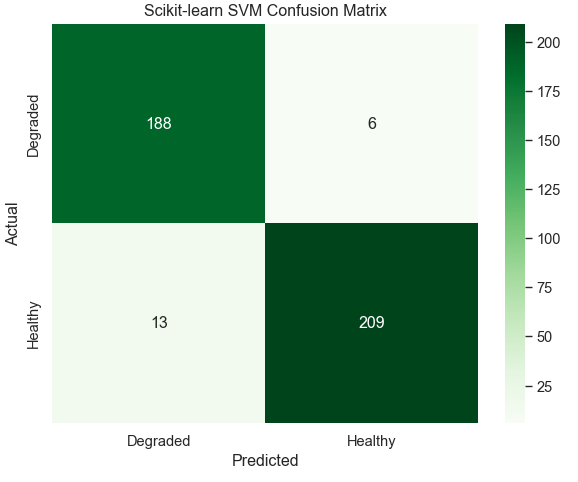 Scikit-learn SVM Confusion Matrix
Actual
Degraded
Healthy
188
6
13
209
Degraded
Healthy
Predicted
200
175
150
125
100
75
50
25